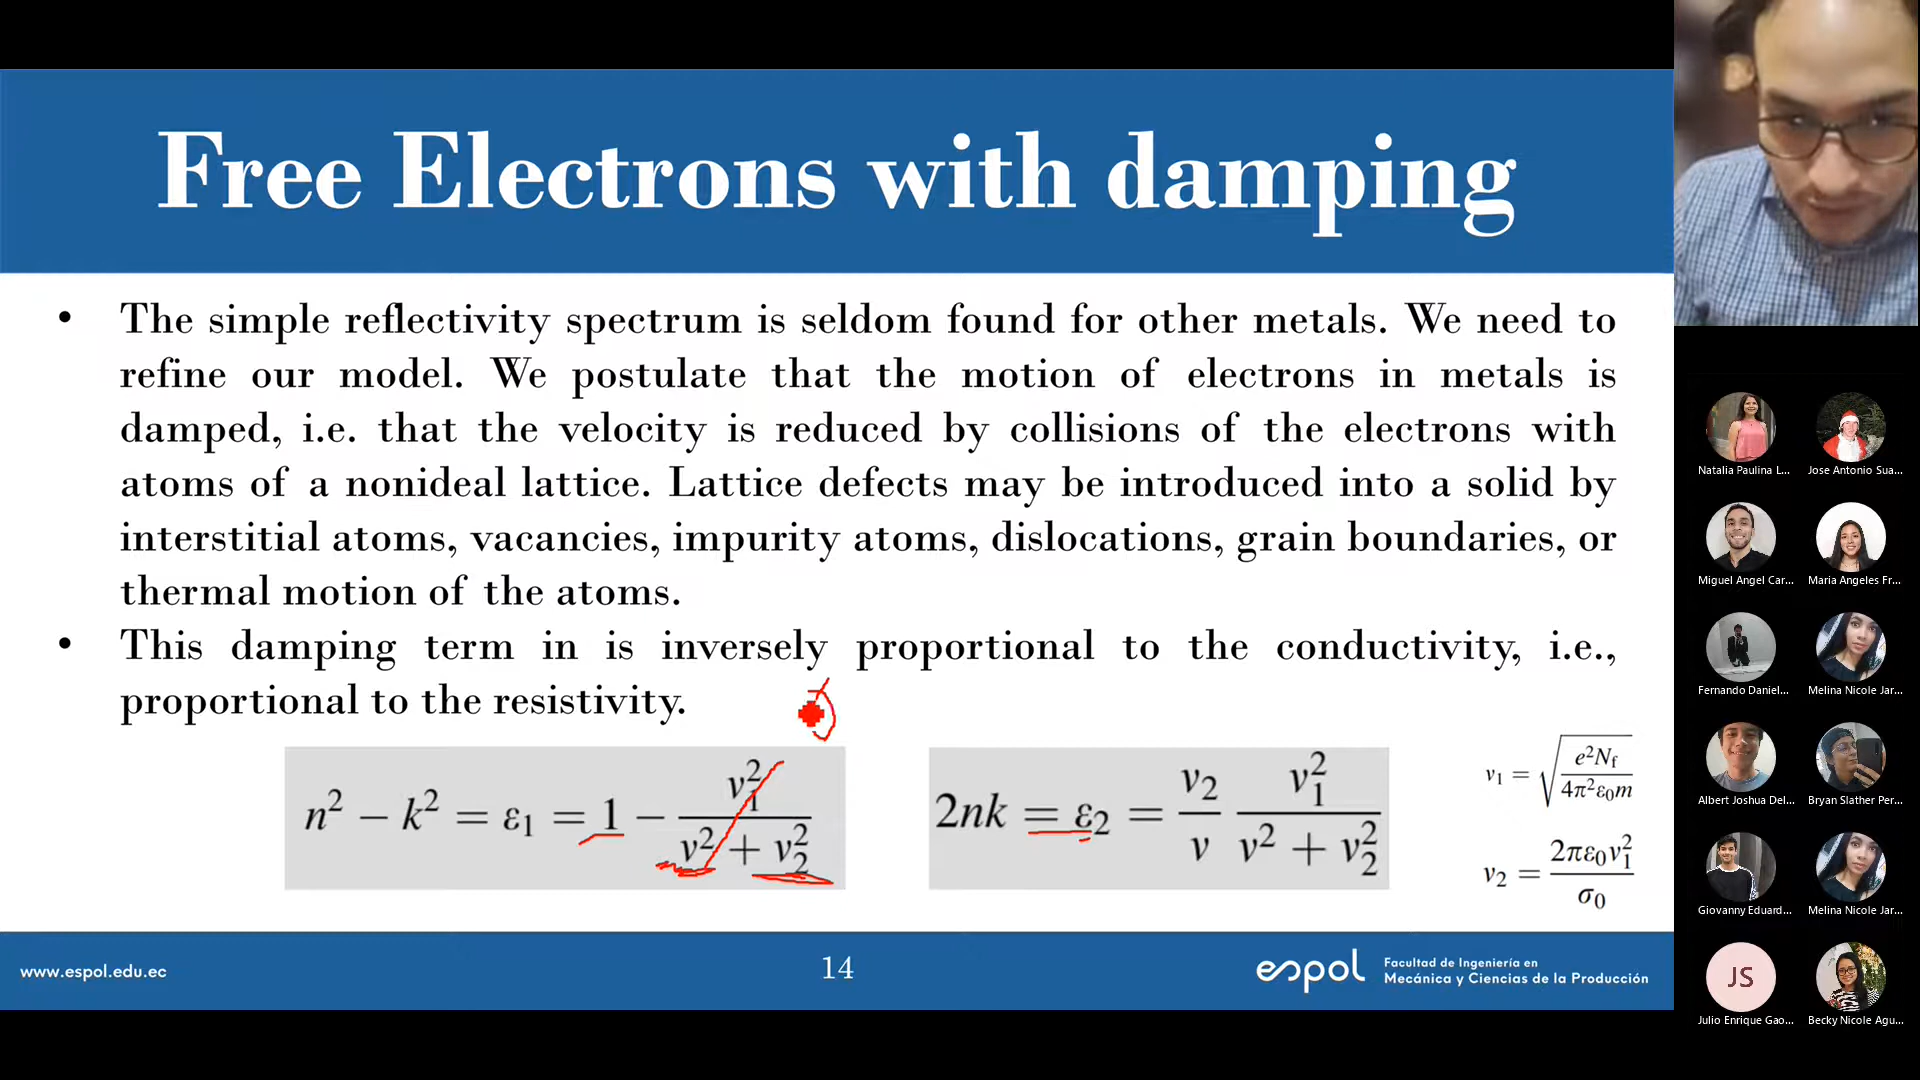 Free Electrons with damping
• The simple reflectivity spectrum is seldom found for other metals. We need to
refine our model. We postulate that the motion of electrons in metals is
damped, i.e. that the velocity is reduced by collisions of the electrons with
atoms of a nonideal lattice. Lattice defects may be introduced into a solid by
interstitial atoms, vacancies, impurity atoms, dislocations, grain boundaries, or
thermal motion of the atoms.
• This damping term in is inversely proportional to the conductivity, i.e.,
proportional to the resistivity.
n² − k² = ε₁ = 1 − ν₁² / (ν² + ν₂²)
2nk = ε₂ = (ν₂ / ν) (ν₁² / (ν² + ν₂²))
ν₁ = √(e²N_f / 4π²ε₀m)
ν₂ = 2πε₀ν₁² / σ₀
www.espol.edu.ec
14
espol
Facultad de Ingeniería en
Mecánica y Ciencias de la Producción
Natalia Paulina L...
Jose Antonio Sua...
Miguel Angel Car...
Maria Angeles Fr...
Fernando Daniel...
Melina Nicole Jar...
Albert Joshua Del...
Bryan Slather Per...
Giovanny Eduard...
Melina Nicole Jar...
JS
Julio Enrique Gao...
Becky Nicole Agu...